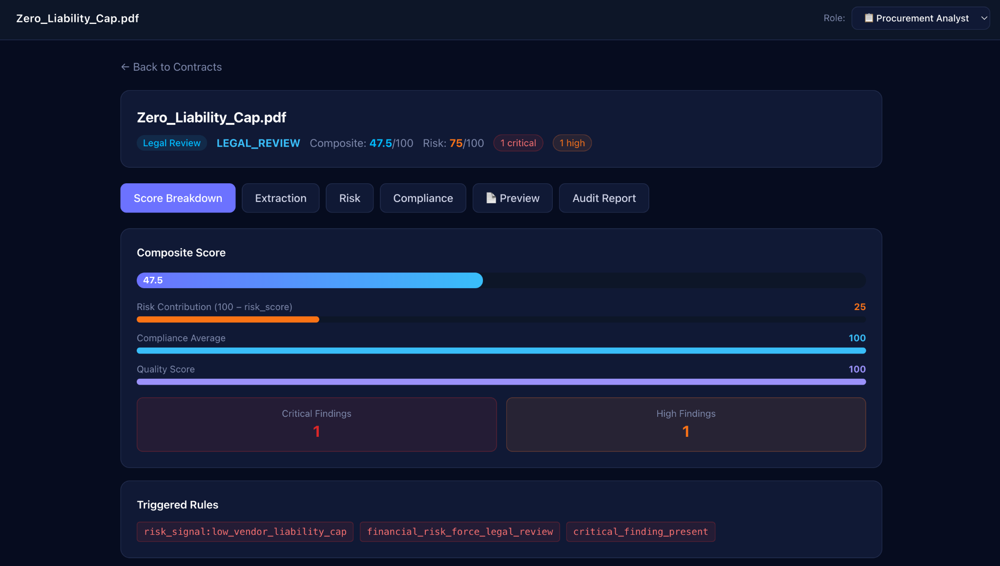 Zero_Liability_Cap.pdf
Role: 📋 Procurement Analyst
← Back to Contracts
Zero_Liability_Cap.pdf
Legal Review LEGAL_REVIEW Composite: 47.5/100 Risk: 75/100 1 critical 1 high
Score Breakdown Extraction Risk Compliance 📄 Preview Audit Report
Composite Score
47.5
Risk Contribution (100 – risk_score) 25
Compliance Average 100
Quality Score 100
Critical Findings High Findings
1 1
Triggered Rules
risk_signal:low_vendor_liability_cap financial_risk_force_legal_review critical_finding_present